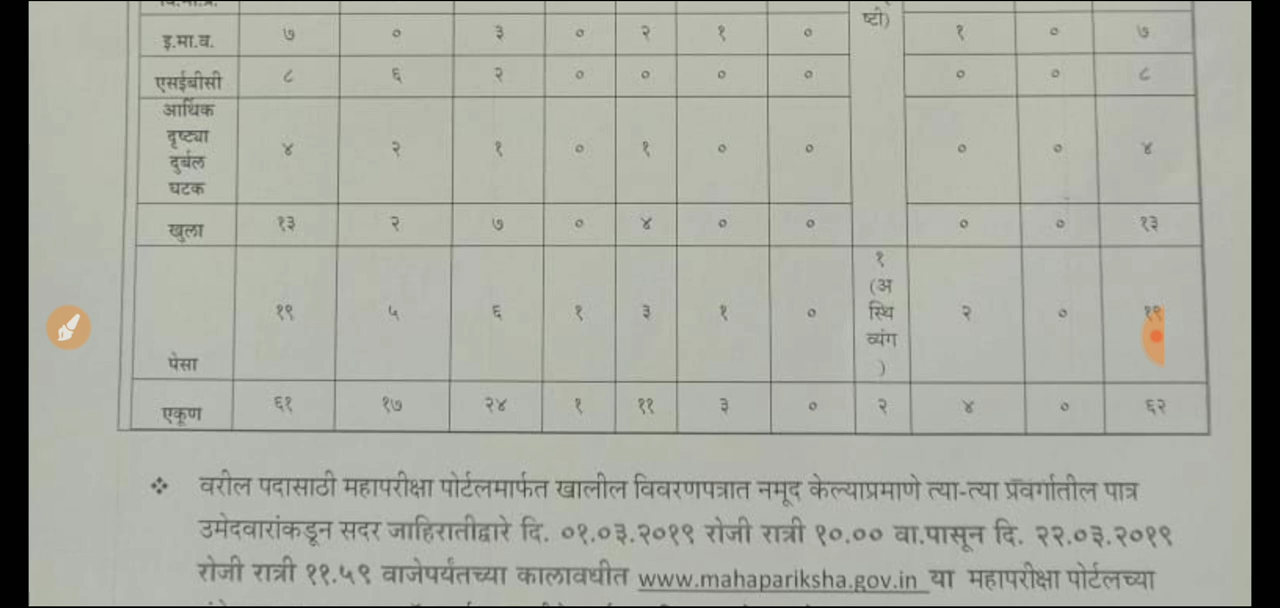 ष्टी)
इ.मा.व. ७ ० ३ ० २ १ ० १ ० ७
एसईबीसी ८ ६ २ ० ० ० ० ० ० ८
आर्थिक
दृष्ट्या
दुर्बल
घटक
४ २ १ ० १ ० ० ० ० ४
खुला १३ २ ७ ० ४ ० ० ० ० १३
पेसा १९ ५ ६ १ ३ १ ० १ (अ स्थि व्यंग ) २ ० १९
एकूण ६१ १७ २४ १ ११ ३ ० २ ४ ० ६२
❖ वरील पदासाठी महापरीक्षा पोर्टलमार्फत खालील विवरणपत्रात नमूद केल्याप्रमाणे त्या-त्या प्रवर्गातील पात्र
उमेदवारांकडून सदर जाहिरातीद्वारे दि. ०१.०३.२०१९ रोजी रात्री १०.०० वा.पासून दि. २२.०३.२०१९
रोजी रात्री ११.५९ वाजेपर्यंतच्या कालावधीत www.mahapariksha.gov.in या महापरीक्षा पोर्टलच्या